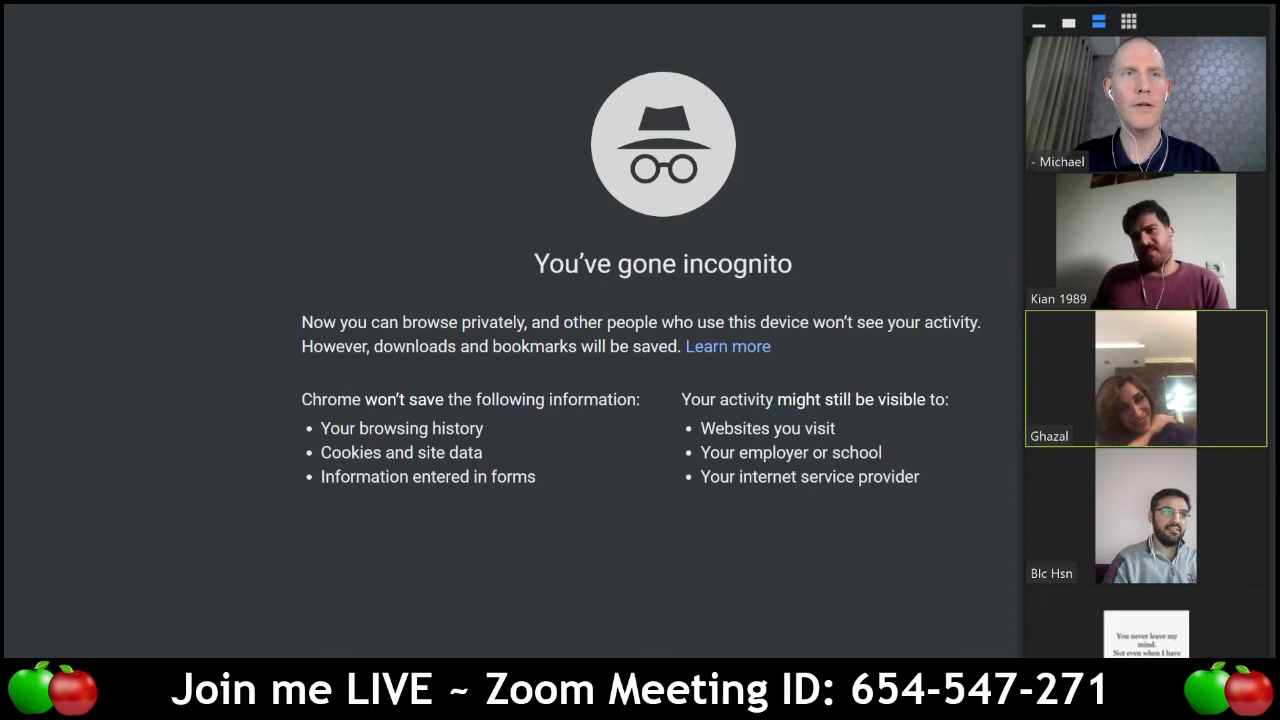 You've gone incognito
Now you can browse privately, and other people who use this device won't see your activity.
However, downloads and bookmarks will be saved. Learn more
Chrome won't save the following information:
• Your browsing history
• Cookies and site data
• Information entered in forms
Your activity might still be visible to:
• Websites you visit
• Your employer or school
• Your internet service provider
- Michael
Kian 1989
Ghazal
Blc Hsn
You never leave my
mind.
Not even when I have
Join me LIVE ~ Zoom Meeting ID: 654-547-271